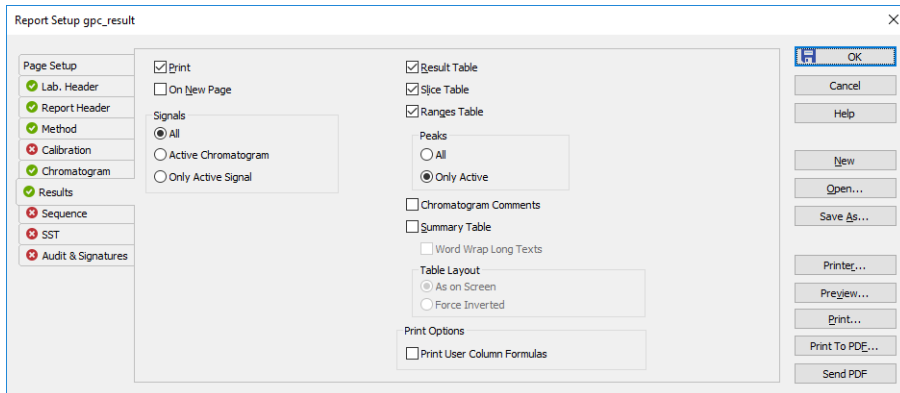 Report Setup gpc_result
Page Setup
Lab. Header
Report Header
Method
Calibration
Chromatogram
Results
Sequence
SST
Audit & Signatures
Print
On New Page
Signals
All
Active Chromatogram
Only Active Signal
Result Table
Slice Table
Ranges Table
Peaks
All
Only Active
Chromatogram Comments
Summary Table
Word Wrap Long Texts
Table Layout
As on Screen
Force Inverted
Print Options
Print User Column Formulas
OK
Cancel
Help
New
Open...
Save As...
Printer...
Preview...
Print...
Print To PDF...
Send PDF